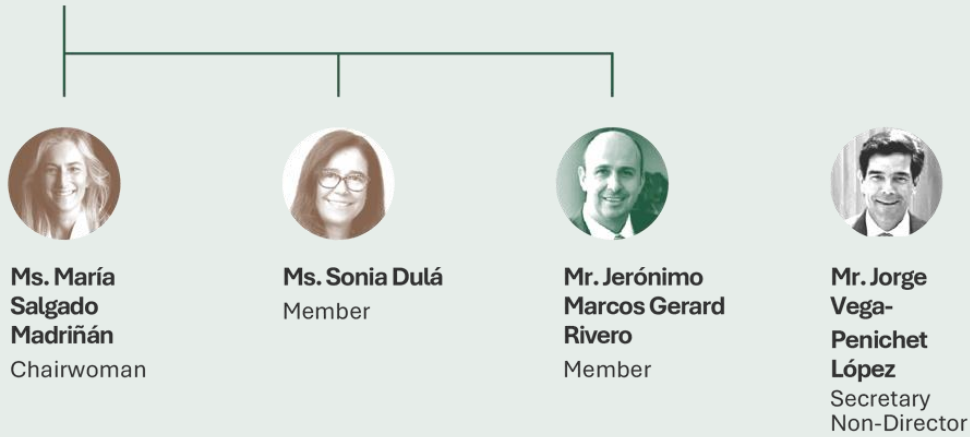 Ms. María
Salgado
Madriñán
Chairwoman
Ms. Sonia Dulá
Member
Mr. Jerónimo
Marcos Gerard
Rivero
Member
Mr. Jorge
Vega-
Penichet
López
Secretary
Non-Director